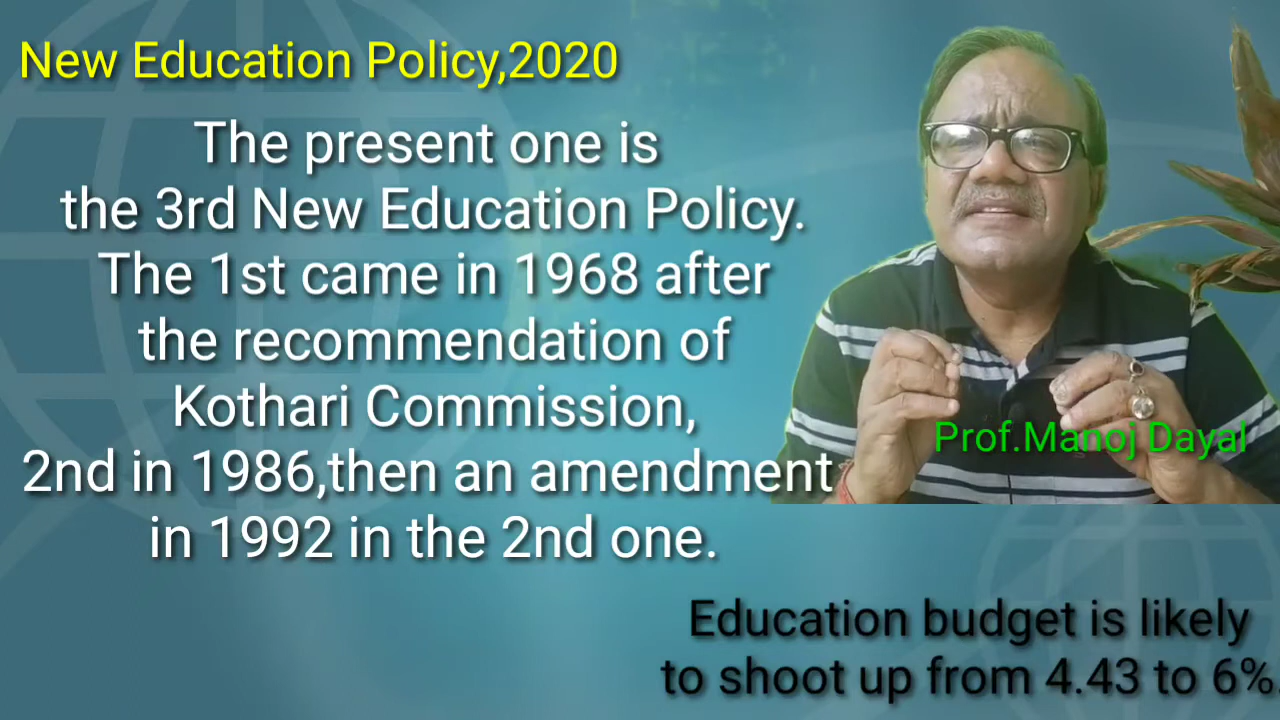 New Education Policy,2020
The present one is
the 3rd New Education Policy.
The 1st came in 1968 after
the recommendation of
Kothari Commission,
2nd in 1986,then an amendment
in 1992 in the 2nd one.
Prof.Manoj Dayal
Education budget is likely
to shoot up from 4.43 to 6%.